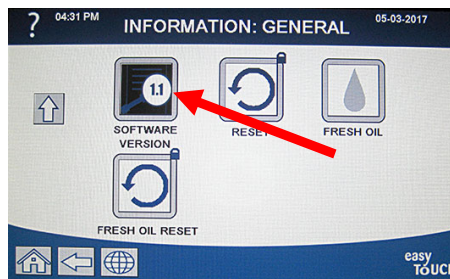 ?
04:31 PM
INFORMATION: GENERAL
05-03-2017
1.1
SOFTWARE
VERSION
RESET
FRESH OIL
FRESH OIL RESET
easy
TOUC